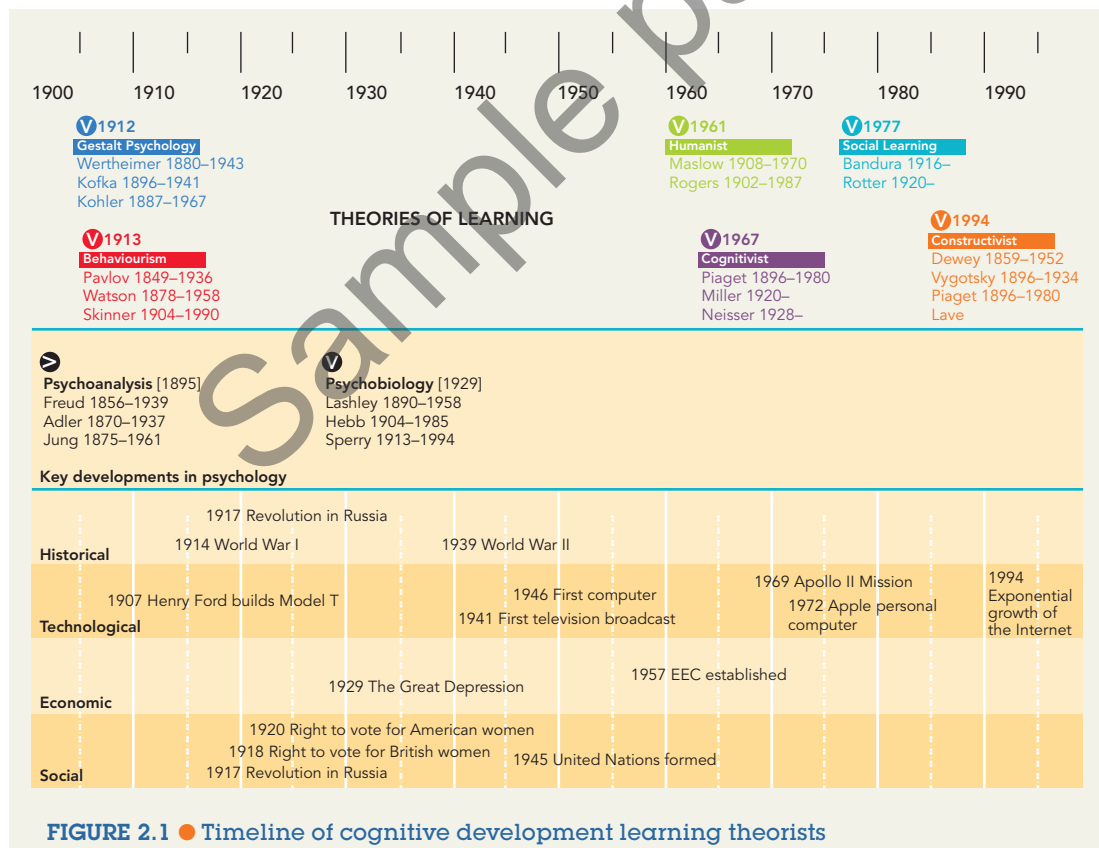 1900 1910 1920 1930 1940 1950 1960 1970 1980 1990
V 1912
Gestalt Psychology
Wertheimer 1880–1943
Kofka 1896–1941
Kohler 1887–1967
V 1961
Humanist
Maslow 1908–1970
Rogers 1902–1987
V 1977
Social Learning
Bandura 1916–
Rotter 1920–
THEORIES OF LEARNING
V 1913
Behaviourism
Pavlov 1849–1936
Watson 1878–1958
Skinner 1904–1990
V 1967
Cognitivist
Piaget 1896–1980
Miller 1920–
Neisser 1928–
V 1994
Constructivist
Dewey 1859–1952
Vygotsky 1896–1934
Piaget 1896–1980
Lave
V
Psychoanalysis [1895]
Freud 1856–1939
Adler 1870–1937
Jung 1875–1961
V
Psychobiology [1929]
Lashley 1890–1958
Hebb 1904–1985
Sperry 1913–1994
Key developments in psychology
1917 Revolution in Russia
1914 World War I
1939 World War II
Historical
1907 Henry Ford builds Model T
1946 First computer
1941 First television broadcast
1969 Apollo II Mission
1972 Apple personal
computer
1994
Exponential
growth of
the Internet
Technological
1929 The Great Depression
1957 EEC established
Economic
1920 Right to vote for American women
1918 Right to vote for British women
1917 Revolution in Russia
1945 United Nations formed
Social
FIGURE 2.1 ● Timeline of cognitive development learning theorists
Sample